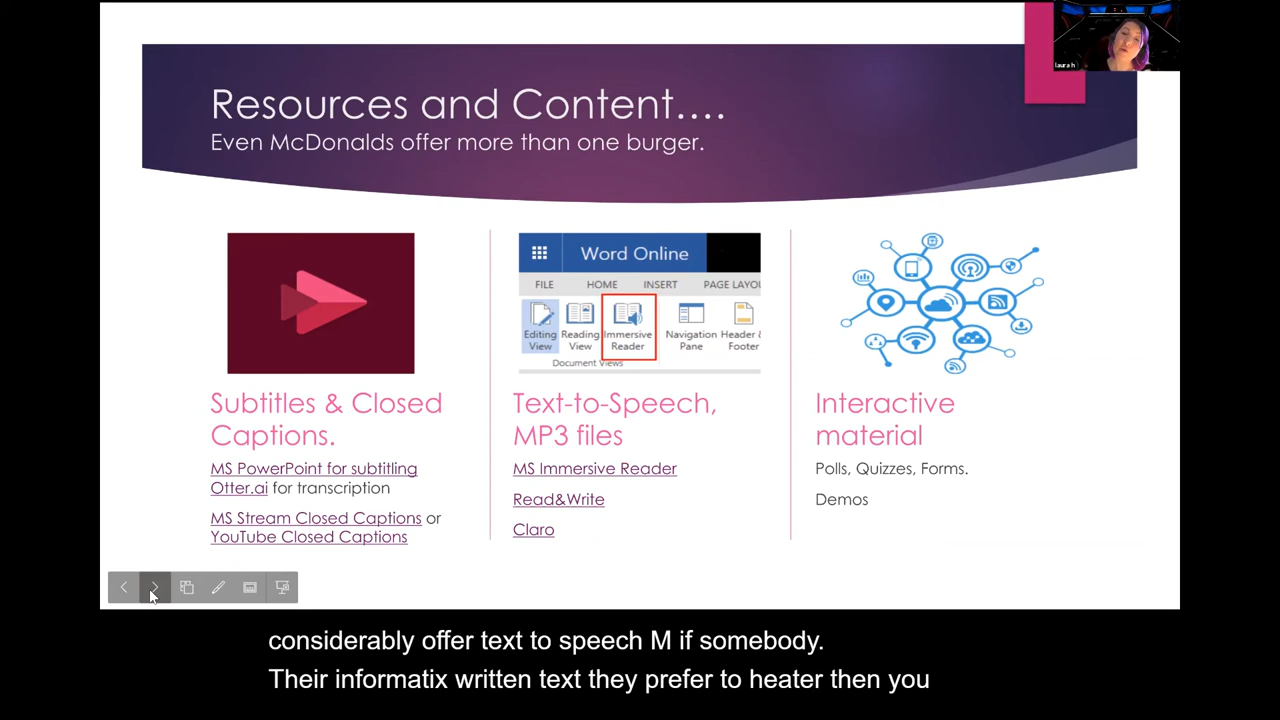 laura h
Resources and Content....
Even McDonalds offer more than one burger.
Word Online
FILE HOME INSERT PAGE LAYOU
Editing View
Reading View
Immersive Reader
Navigation Pane
Header & Footer
Document Views
Subtitles & Closed
Captions.
MS PowerPoint for subtitling
Otter.ai for transcription
MS Stream Closed Captions or
YouTube Closed Captions
Text-to-Speech,
MP3 files
MS Immersive Reader
Read&Write
Claro
Interactive
material
Polls, Quizzes, Forms.
Demos
considerably offer text to speech M if somebody.
Their informatix written text they prefer to heater then you